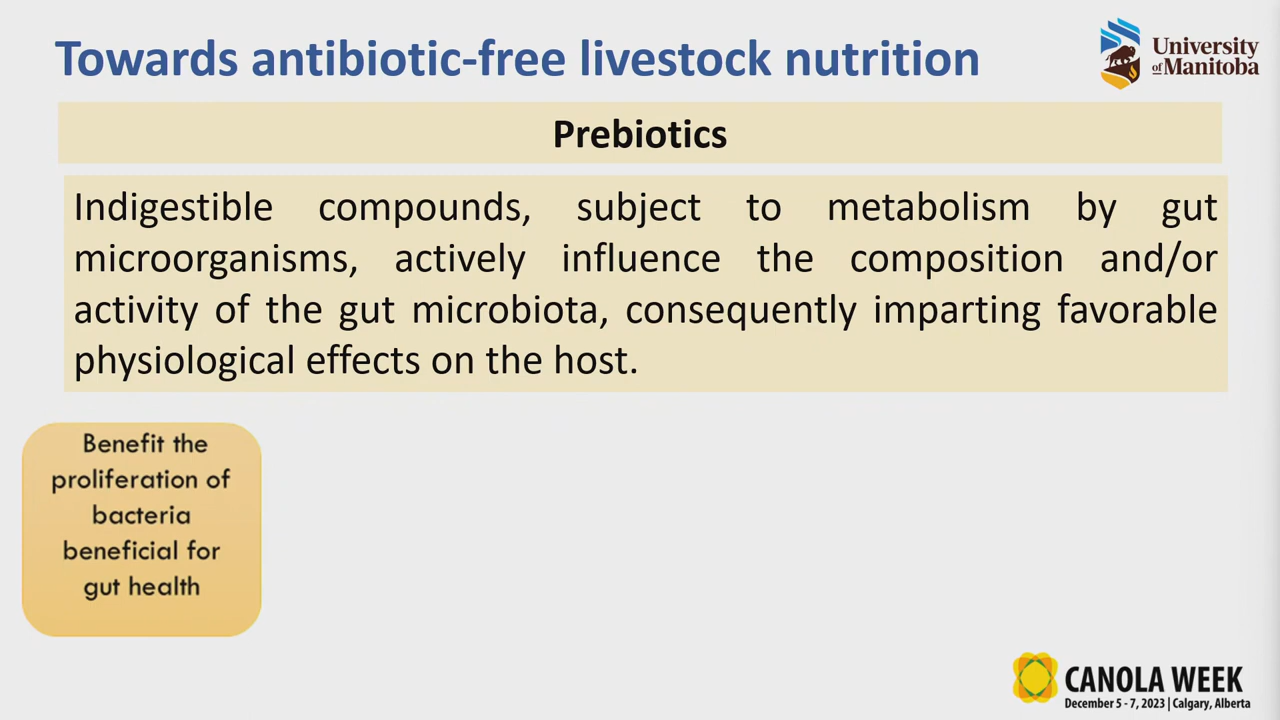 Towards antibiotic-free livestock nutrition
University
of Manitoba
Prebiotics
Indigestible compounds, subject to metabolism by gut
microorganisms, actively influence the composition and/or
activity of the gut microbiota, consequently imparting favorable
physiological effects on the host.
Benefit the
proliferation of
bacteria
beneficial for
gut health
CANOLA WEEK
December 5 - 7, 2023 | Calgary, Alberta